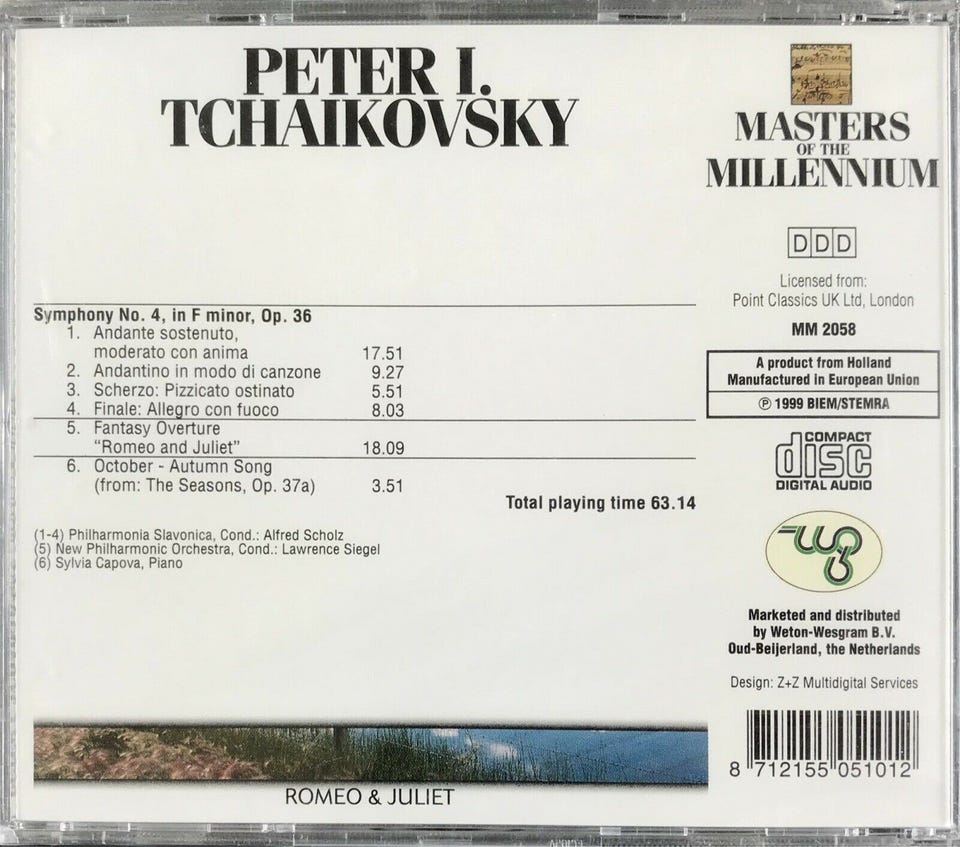 PETER I.
TCHAIKOVSKY
MASTERS
OF THE
MILLENNIUM
DDD
Licensed from:
Point Classics UK Ltd, London
MM 2058
A product from Holland
Manufactured in European Union
℗ 1999 BIEM/STEMRA
COMPACT
disc
DIGITAL AUDIO
Symphony No. 4, in F minor, Op. 36
1. Andante sostenuto,
moderato con anima 17.51
2. Andantino in modo di canzone 9.27
3. Scherzo: Pizzicato ostinato 5.51
4. Finale: Allegro con fuoco 8.03
5. Fantasy Overture
"Romeo and Juliet" 18.09
6. October - Autumn Song
(from: The Seasons, Op. 37a) 3.51
Total playing time 63.14
(1-4) Philharmonia Slavonica, Cond.: Alfred Scholz
(5) New Philharmonic Orchestra, Cond.: Lawrence Siegel
(6) Sylvia Capova, Piano
Marketed and distributed
by Weton-Wesgram B.V.
Oud-Beijerland, the Netherlands
Design: Z+Z Multidigital Services
8 712155 051012
ROMEO & JULIET